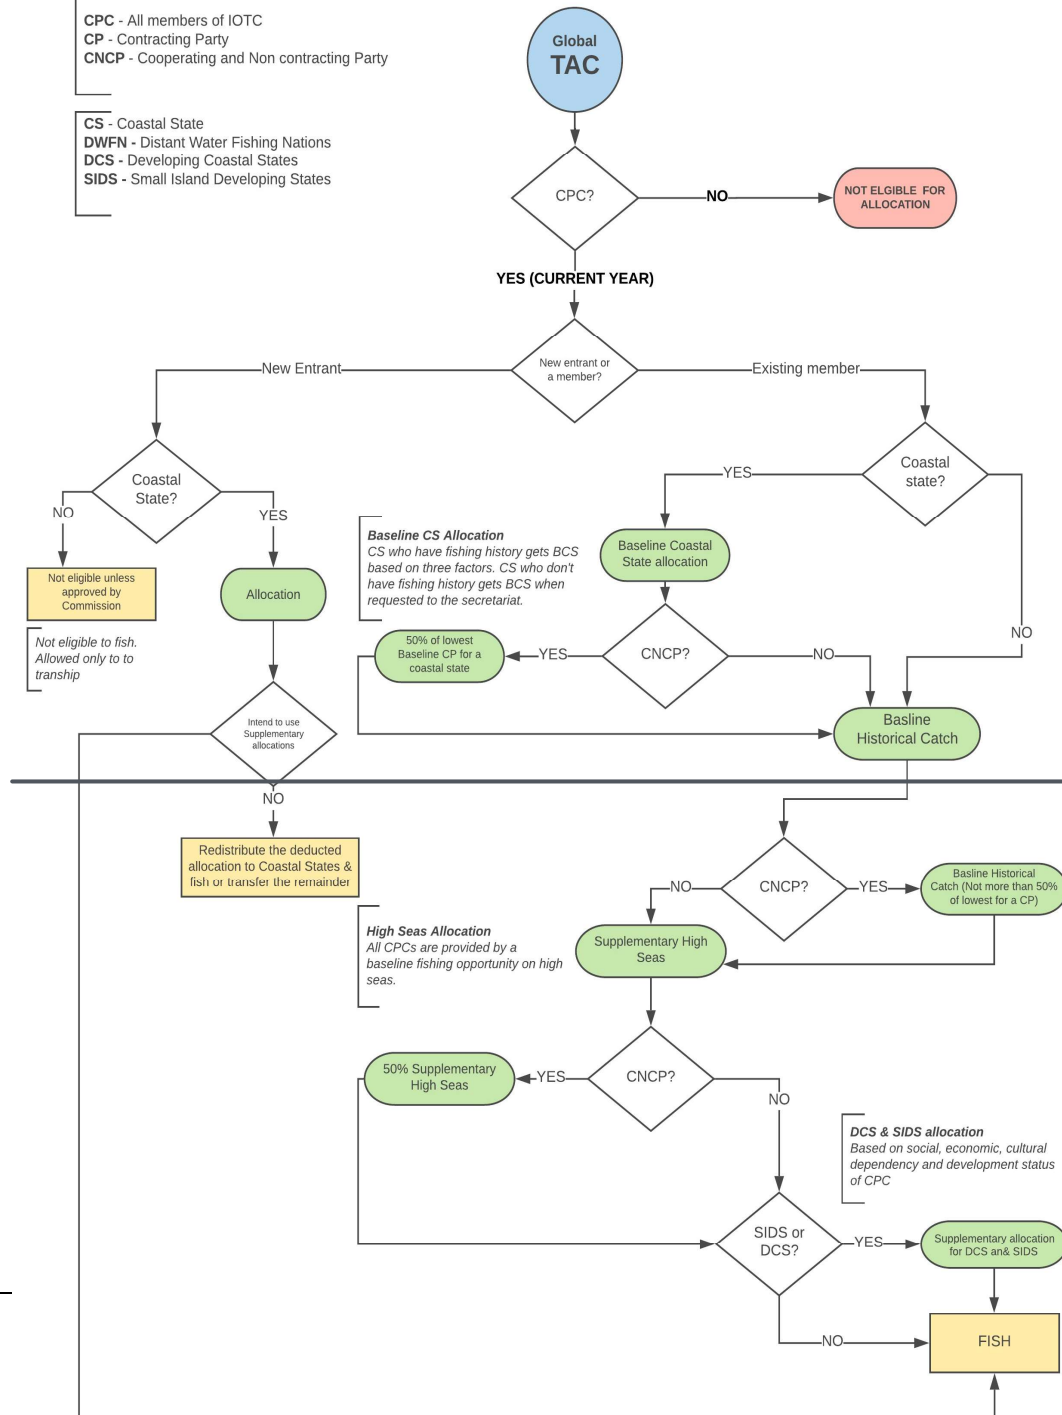 CPC - All members of IOTC
CP - Contracting Party
CNCP - Cooperating and Non contracting Party
CS - Coastal State
DWFN - Distant Water Fishing Nations
DCS - Developing Coastal States
SIDS - Small Island Developing States
Global
TAC
CPC?
NO
NOT ELGIBLE FOR
ALLOCATION
YES (CURRENT YEAR)
New entrant or
a member?
New Entrant
Existing member
Coastal
State?
NO
YES
Not eligible unless
approved by
Commission
Not eligible to fish.
Allowed only to to
tranship
Allocation
Intend to use
Supplementary
allocations
NO
Redistribute the deducted
allocation to Coastal States &
fish or transfer the remainder
Coastal
state?
YES
NO
Baseline CS Allocation
CS who have fishing history gets BCS
based on three factors. CS who don't
have fishing history gets BCS when
requested to the secretariat.
Baseline Coastal
State allocation
CNCP?
YES
NO
50% of lowest
Baseline CP for a
coastal state
Basline
Historical Catch
CNCP?
NO
YES
Basline Historical
Catch (Not more than 50%
of lowest for a CP)
High Seas Allocation
All CPCs are provided by a
baseline fishing opportunity on high
seas.
Supplementary High
Seas
CNCP?
YES
NO
50% Supplementary
High Seas
DCS & SIDS allocation
Based on social, economic, cultural
dependency and development status
of CPC
SIDS or
DCS?
YES
NO
Supplementary allocation
for DCS an& SIDS
FISH